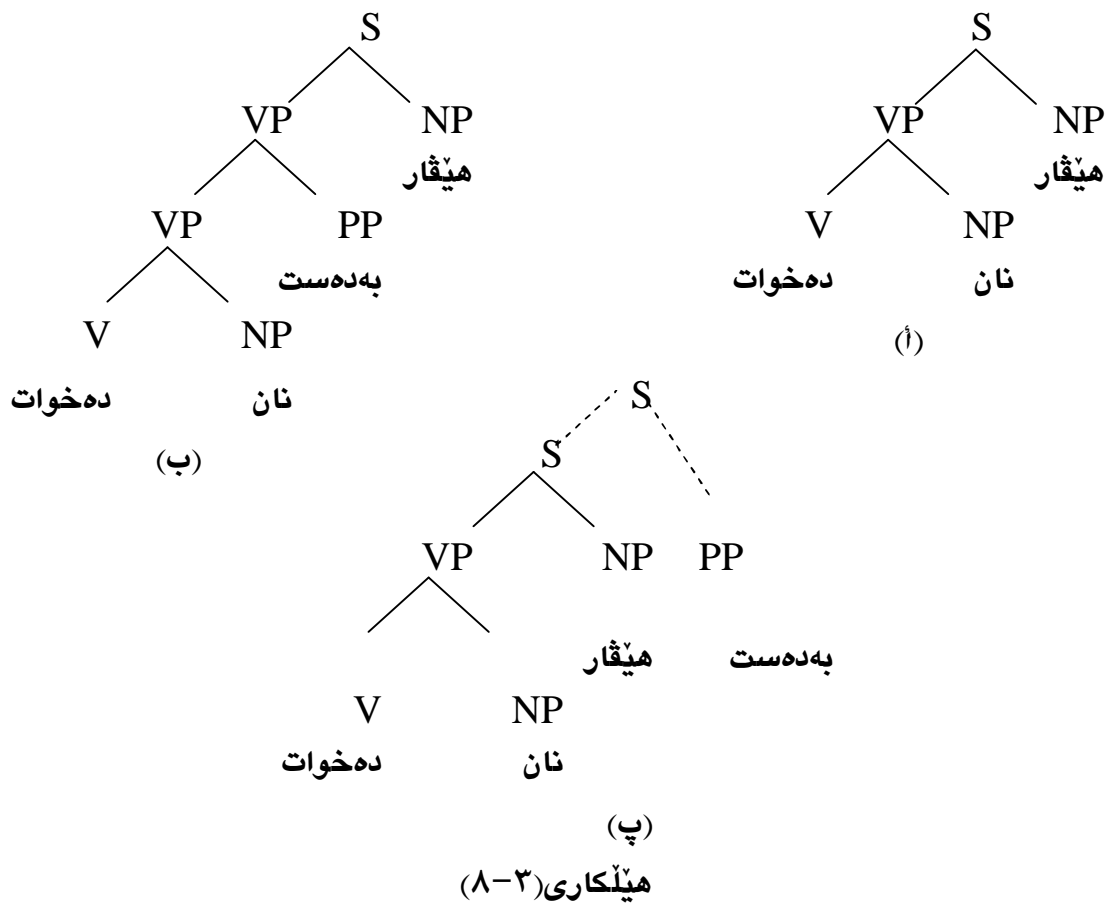 S
NP VP
هێڤار
NP V
نان دەخوات
(أ)
S
NP VP
هێڤار
PP VP
بەدەست
NP V
نان دەخوات
(ب)
S
S
PP NP VP
بەدەست هێڤار
NP V
نان دەخوات
(پ)
هێڵکاری(٣-٨)